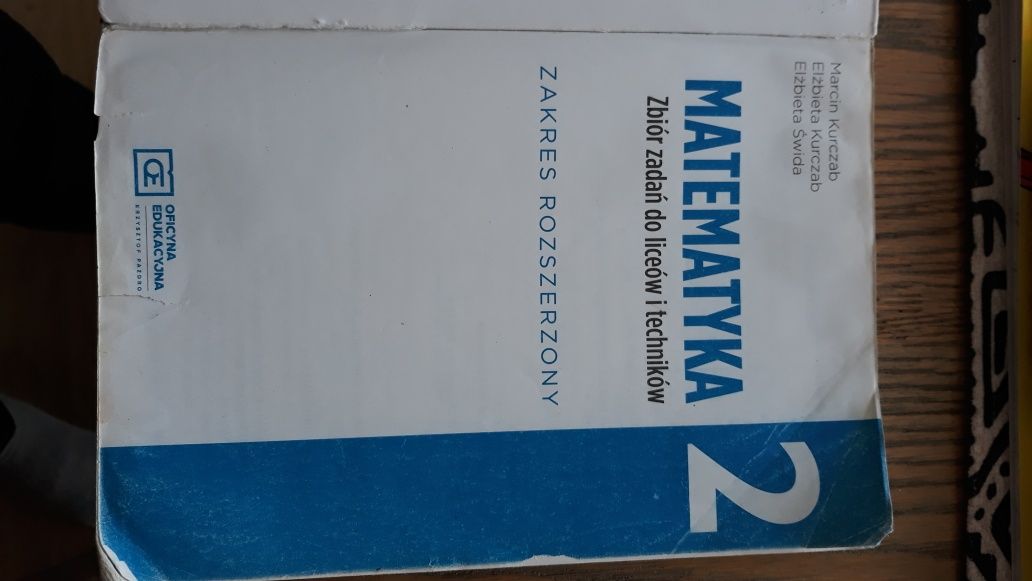 Marcin Kurczab
Elżbieta Kurczab
Elżbieta Świda
MATEMATYKA 2
Zbiór zadań do liceów i techników
ZAKRES ROZSZERZONY
OFICYNA
EDUKACYJNA
KRZYSZTOF PAZDRO